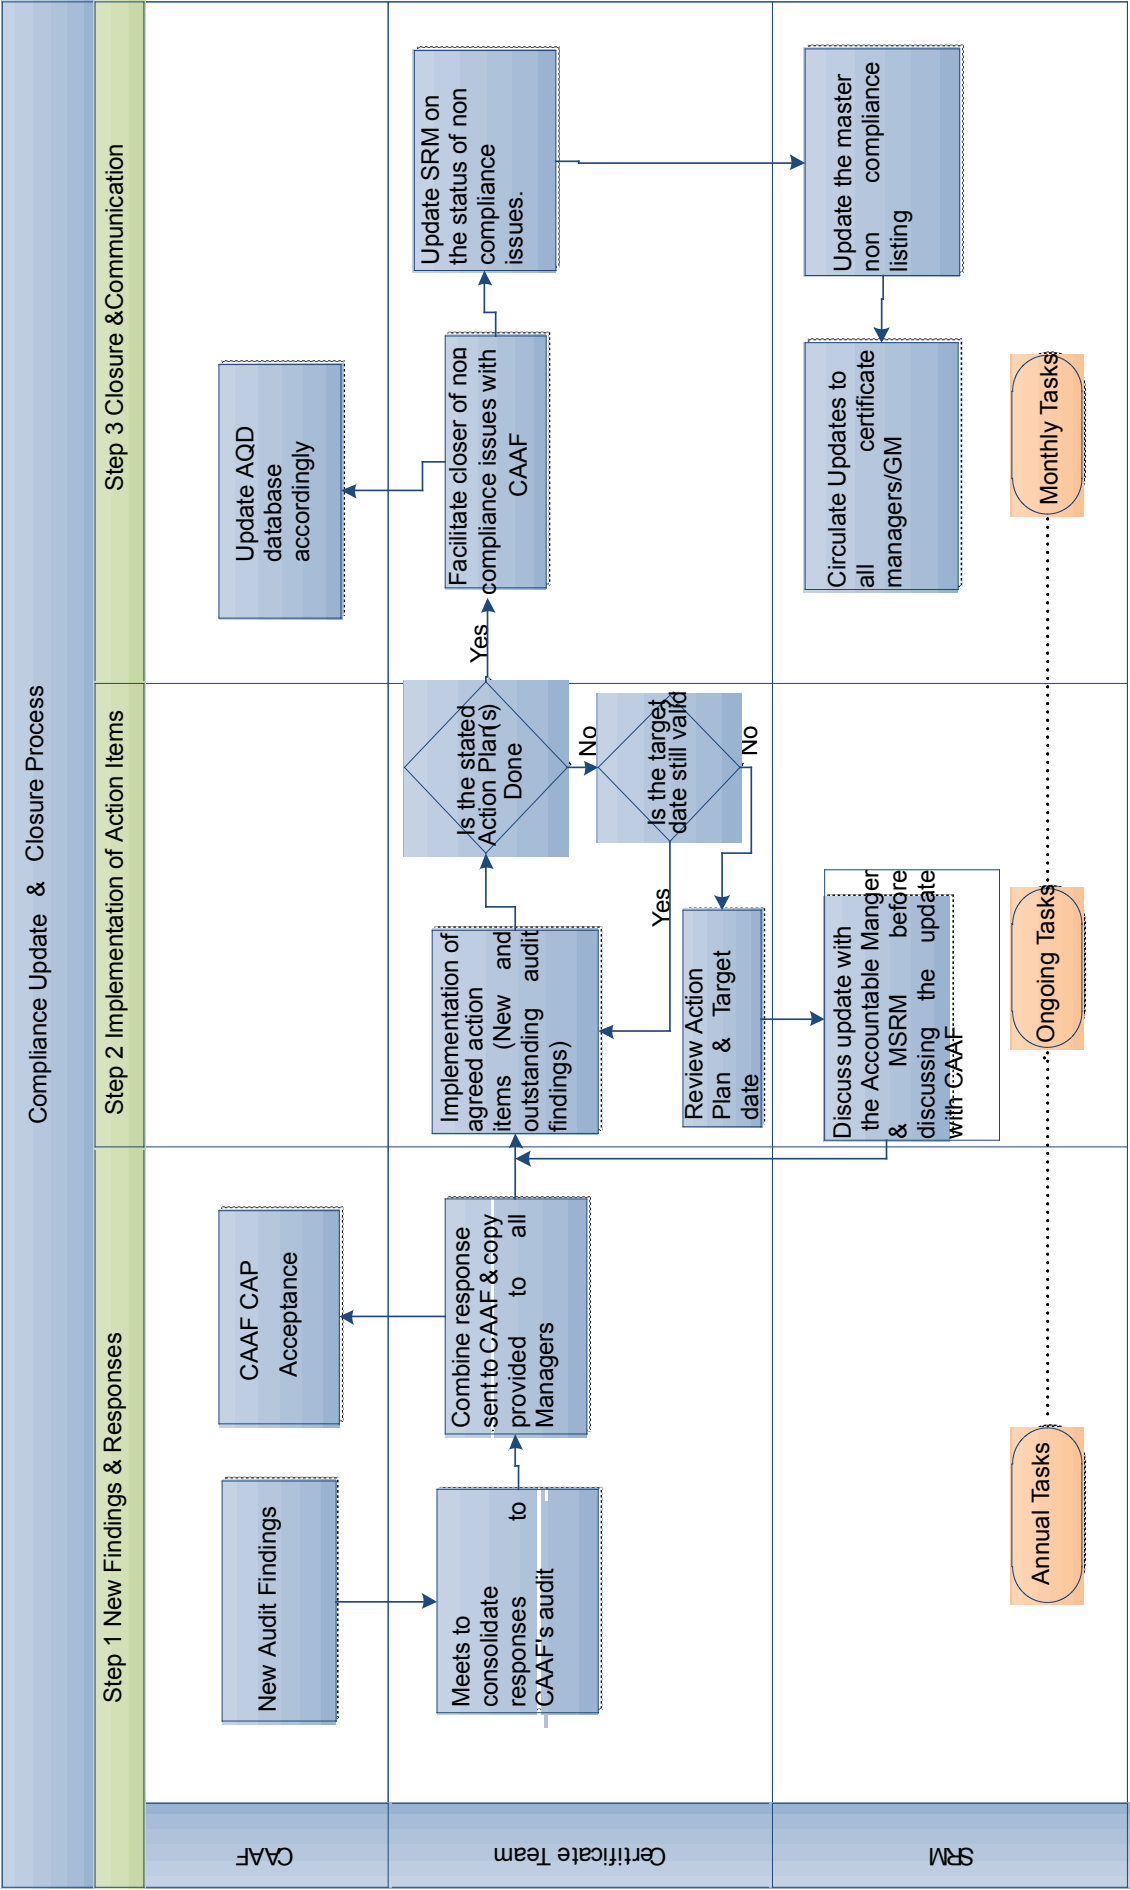 Compliance Update & Closure Process
Step 1 New Findings & Responses
Step 2 Implementation of Action Items
Step 3 Closure &Communication
CAAF
New Audit Findings
CAAF CAP
Acceptance
Update AQD
database
accordingly
Certificate Team
Meets to
consolidate
responses to
CAAF's audit
Combine response
sent to CAAF & copy
provided to all
Managers
Implementation of
agreed action
items (New and
outstanding audit
findings)
Is the stated
Action Plan(s)
Done
Yes
No
Is the target
date still valid
?
Yes
No
Review Action
Plan & Target
date
Facilitate closer of non
compliance issues with
CAAF
Update SRM on
the status of non
compliance
issues.
SRM
Discuss update with
the Accountable Manger
& MSRM before
discussing the update
with CAAF
Update the master
non compliance
listing
Circulate Updates to
all certificate
managers/GM
Annual Tasks
Ongoing Tasks
Monthly Tasks